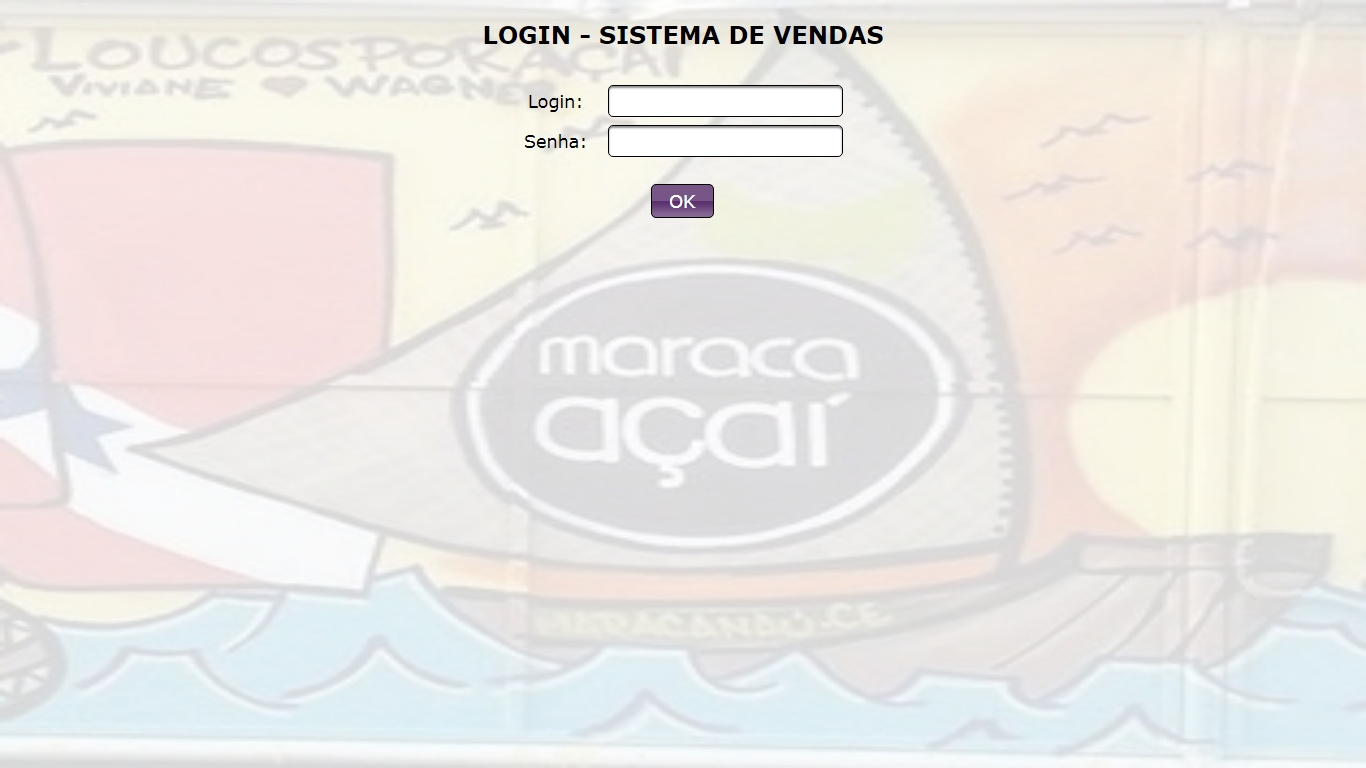 LOGIN - SISTEMA DE VENDAS
LOUCOS POR AÇAÍ
VIVIANE WAGNER
Login:
Senha:
OK
maraca
açaí
MARACANAÚ-CE